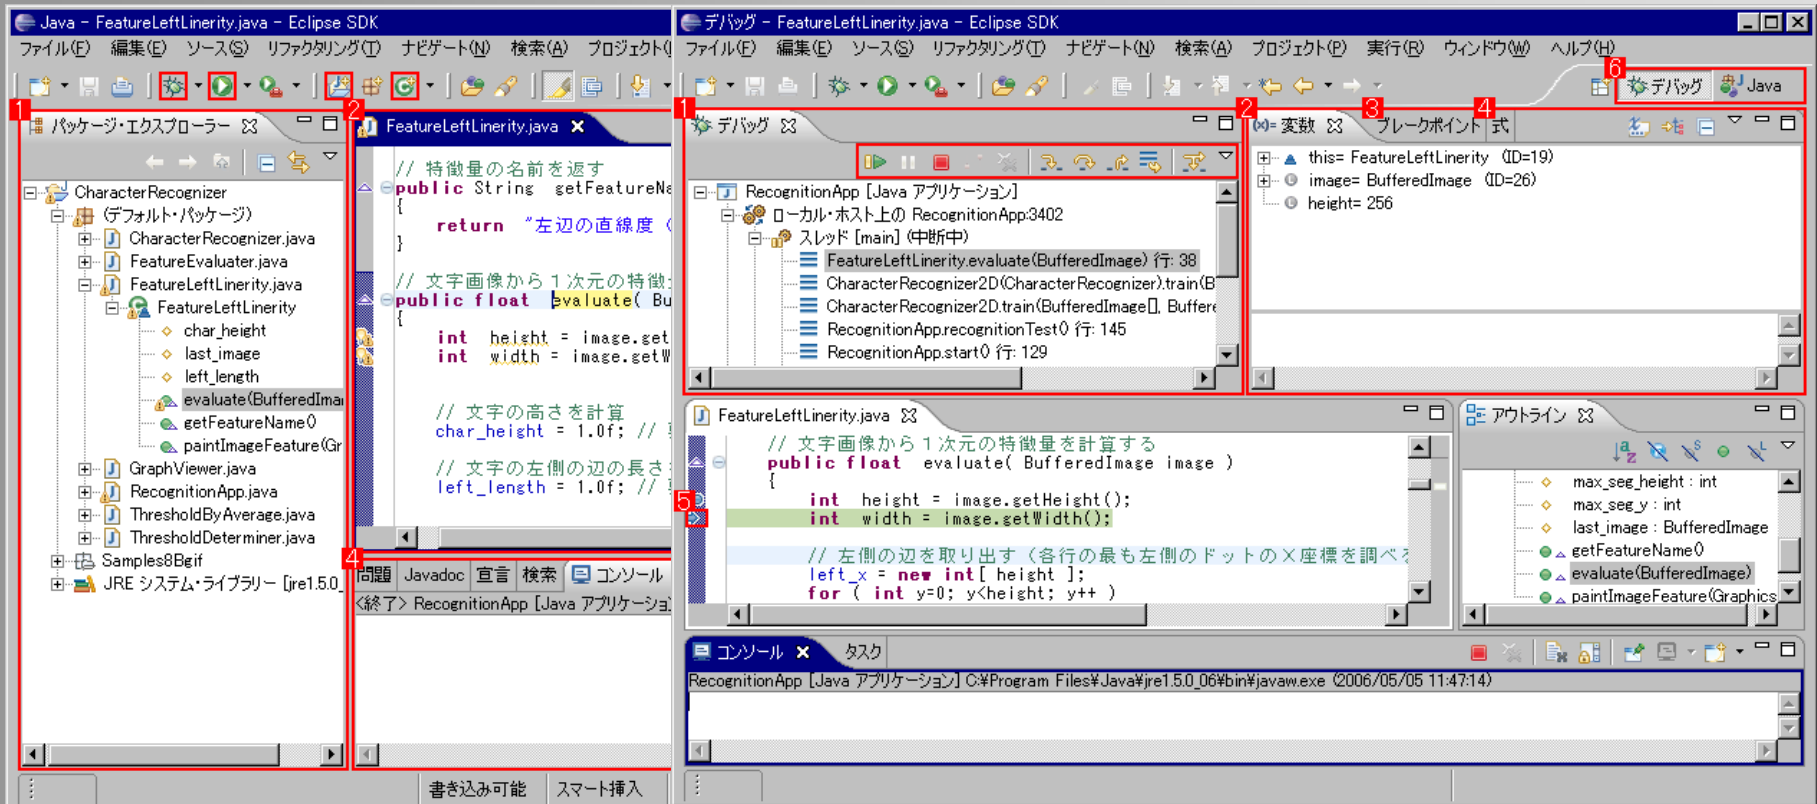 Java - FeatureLeftLinerity.java - Eclipse SDK
ファイル(F) 編集(E) ソース(S) リファクタリング(T) ナビゲート(N) 検索(A) プロジェクト(
1
パッケージ・エクスプローラー
CharacterRecognizer
(デフォルト・パッケージ)
CharacterRecognizer.java
FeatureEvaluater.java
FeatureLeftLinerity.java
FeatureLeftLinerity
char_height
last_image
left_length
evaluate(BufferedIma
getFeatureName()
paintImageFeature(Gr
GraphViewer.java
RecognitionApp.java
ThresholdByAverage.java
ThresholdDeterminer.java
Samples8Bgif
JRE システム・ライブラリー [jre1.5.0_
2
FeatureLeftLinerity.java
// 特徴量の名前を返す
public String getFeatureNa
{
return "左辺の直線度 (
}
// 文字画像から１次元の特徴
public float evaluate( Bu
{
int height = image.get
int width = image.getW
// 文字の高さを計算
char_height = 1.0f; //
// 文字の左側の辺の長さ
left_length = 1.0f; //
4
問題 Javadoc 宣言 検索 コンソール
<終了> RecognitionApp [Java アプリケーショ
書き込み可能 スマート挿入
デバッグ - FeatureLeftLinerity.java - Eclipse SDK
ファイル(F) 編集(E) ソース(S) リファクタリング(T) ナビゲート(N) 検索(A) プロジェクト(P) 実行(R) ウィンドウ(W) ヘルプ(H)
6
デバッグ Java
1
デバッグ
RecognitionApp [Java アプリケーション]
ローカル・ホスト上の RecognitionApp:3402
スレッド [main] (中断中)
FeatureLeftLinerity.evaluate(BufferedImage) 行: 38
CharacterRecognizer2D(CharacterRecognizer).train(B
CharacterRecognizer2D.train(BufferedImage[], Buffere
RecognitionApp.recognitionTest() 行: 145
RecognitionApp.start() 行: 129
2 3 4
(x)= 変数 ブレークポイント 式
this= FeatureLeftLinerity (ID=19)
image= BufferedImage (ID=26)
height= 256
FeatureLeftLinerity.java
// 文字画像から１次元の特徴量を計算する
public float evaluate( BufferedImage image )
{
int height = image.getHeight();
5
int width = image.getWidth();
// 左側の辺を取り出す（各行の最も左側のドットのＸ座標を調べる
left_x = new int[ height ];
for ( int y=0; y<height; y++ )
アウトライン
max_seg_height : int
max_seg_y : int
last_image : BufferedImage
getFeatureName()
evaluate(BufferedImage)
paintImageFeature(Graphics
コンソール タスク
RecognitionApp [Java アプリケーション] C:¥Program Files¥Java¥jre1.5.0_06¥bin¥javaw.exe (2006/05/05 11:47:14)